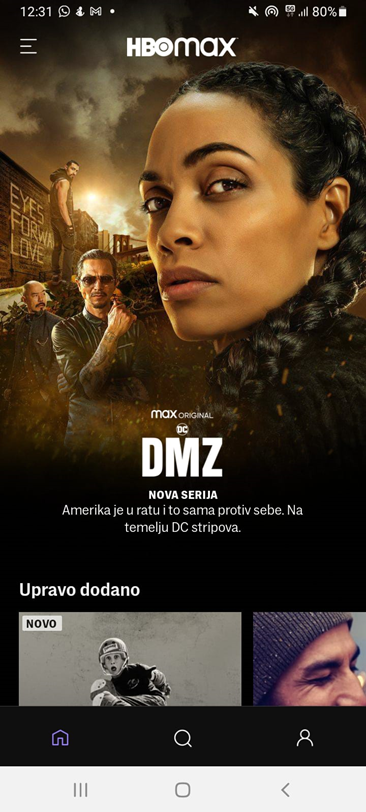 12:31
80%
HBOmax
EYES
FORWARD
LOVE
max ORIGINAL
DC
DMZ
NOVA SERIJA
Amerika je u ratu i to sama protiv sebe. Na
temelju DC stripova.
Upravo dodano
NOVO